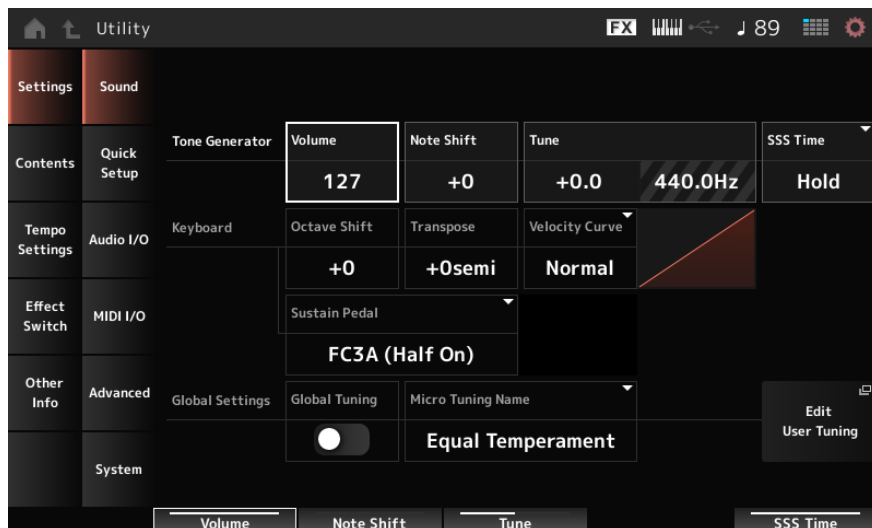 Utility
FX
♩ 89
Settings
Sound
Contents
Quick
Setup
Tempo
Settings
Audio I/O
Effect
Switch
MIDI I/O
Other
Info
Advanced
System
Tone Generator
Volume
127
Note Shift
+0
Tune
+0.0
440.0Hz
SSS Time
Hold
Keyboard
Octave Shift
+0
Transpose
+0semi
Velocity Curve
Normal
Sustain Pedal
FC3A (Half On)
Global Settings
Global Tuning
Micro Tuning Name
Equal Temperament
Edit
User Tuning
Volume
Note Shift
Tune
SSS Time